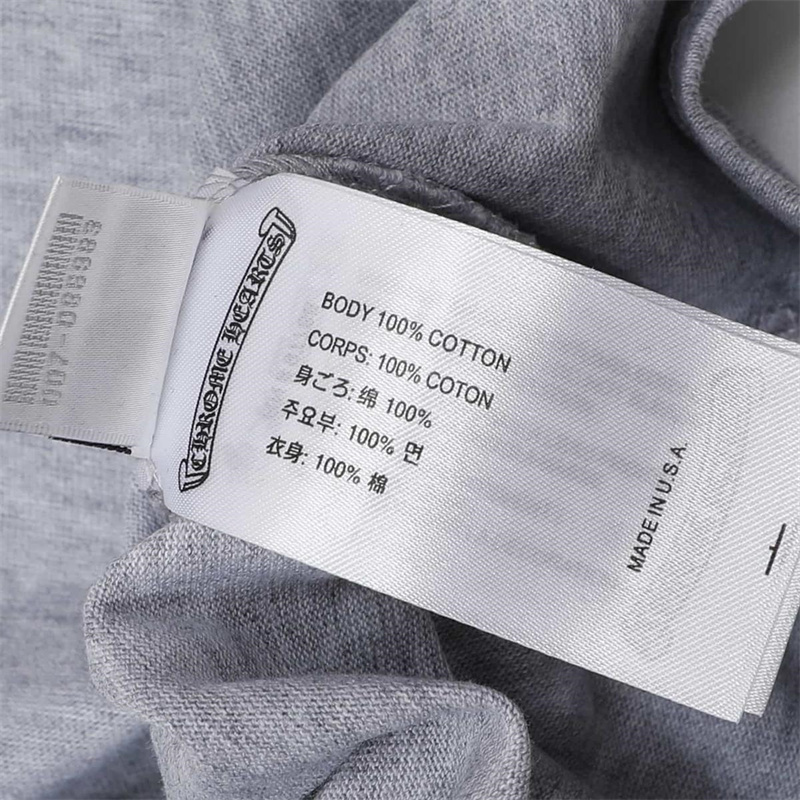 CHROME HEARTS
BODY 100% COTTON
CORPS: 100% COTON
身ごろ: 綿 100%
주요부: 100% 면
衣身: 100% 棉
MADE IN U.S.A.